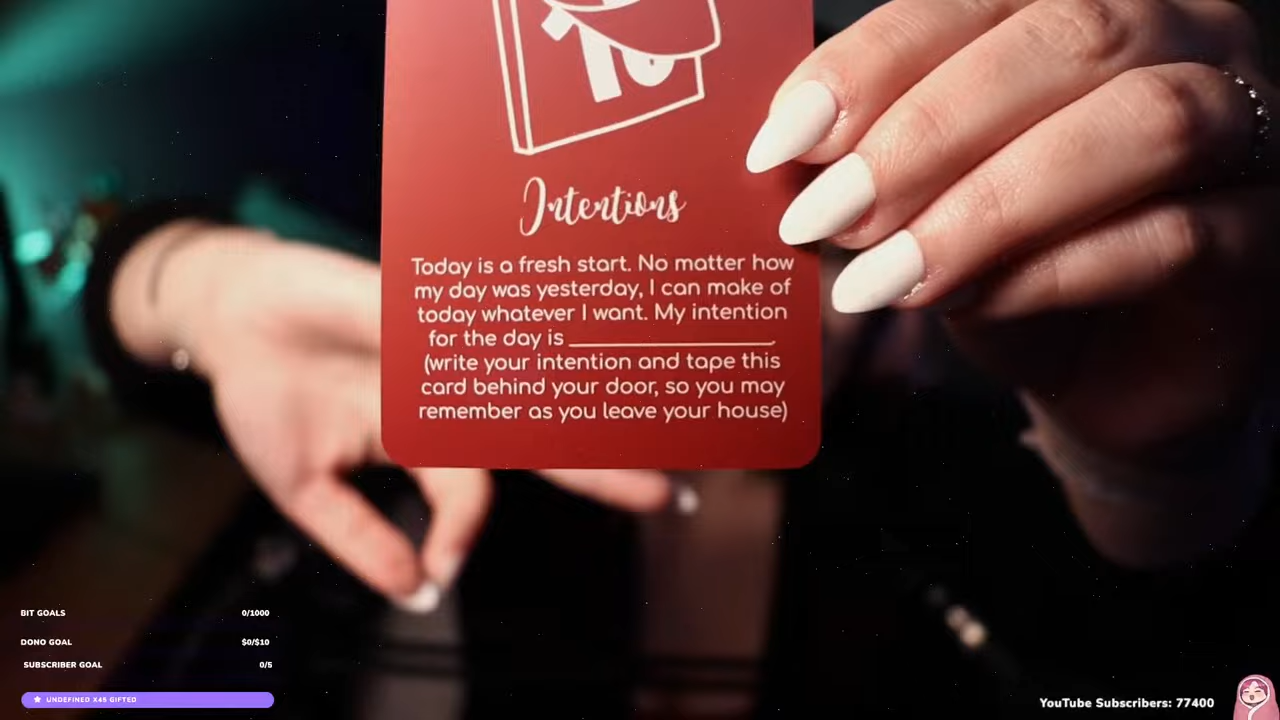 10
Intentions
Today is a fresh start. No matter how
my day was yesterday, I can make of
today whatever I want. My intention
for the day is ____________________.
(write your intention and tape this
card behind your door, so you may
remember as you leave your house)
BIT GOALS 0/1000
DONO GOAL $0/$10
SUBSCRIBER GOAL 0/5
UNDEFINED X45 GIFTED
YouTube Subscribers: 77400